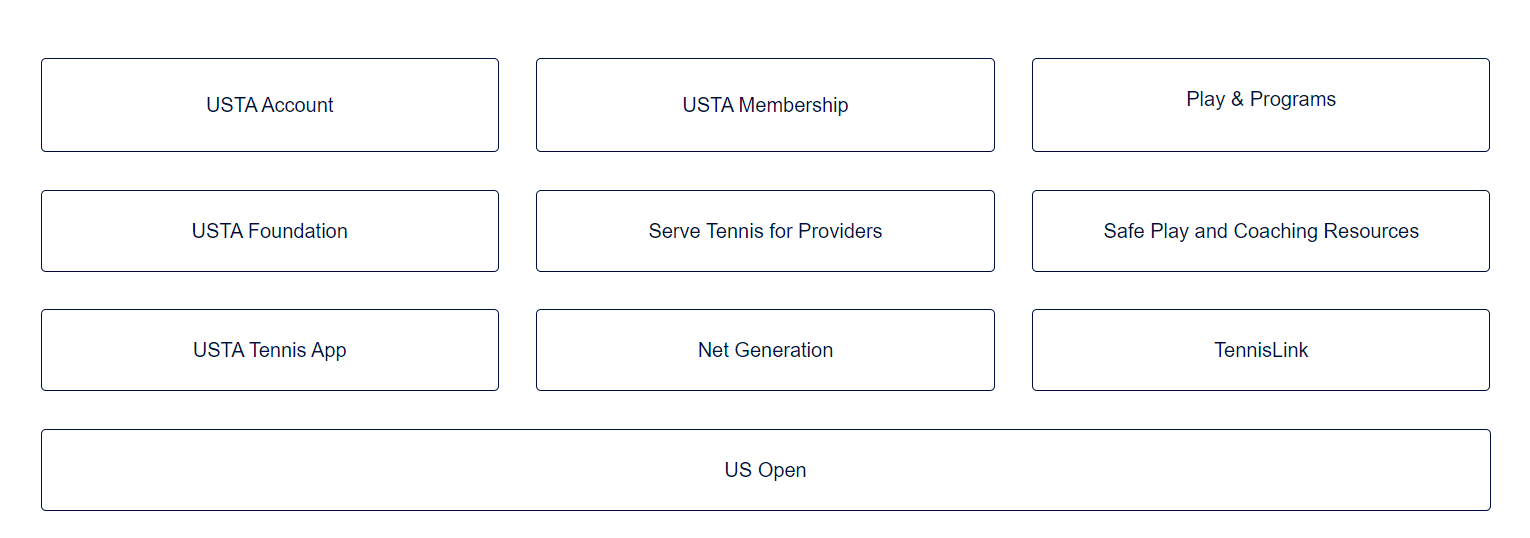 USTA Account
USTA Membership
Play & Programs
USTA Foundation
Serve Tennis for Providers
Safe Play and Coaching Resources
USTA Tennis App
Net Generation
TennisLink
US Open